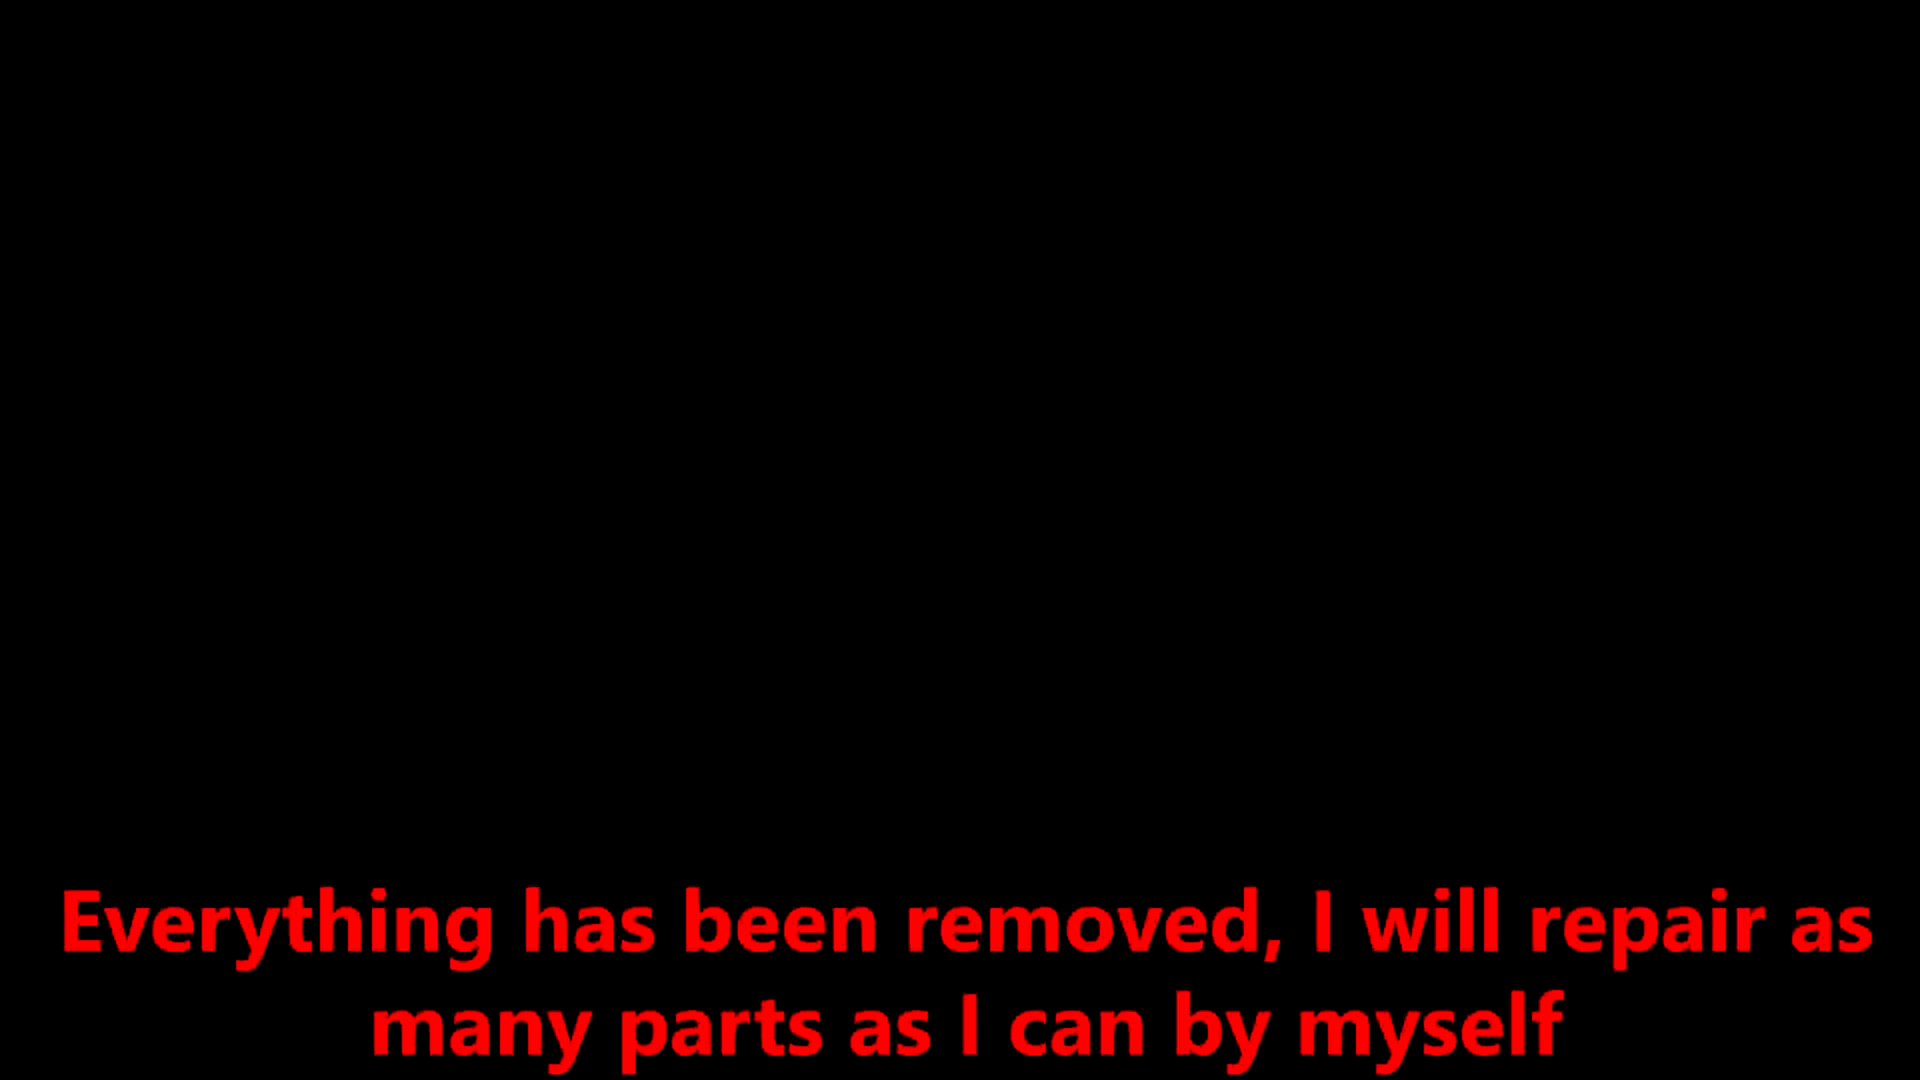 Everything has been removed, I will repair as
many parts as I can by myself